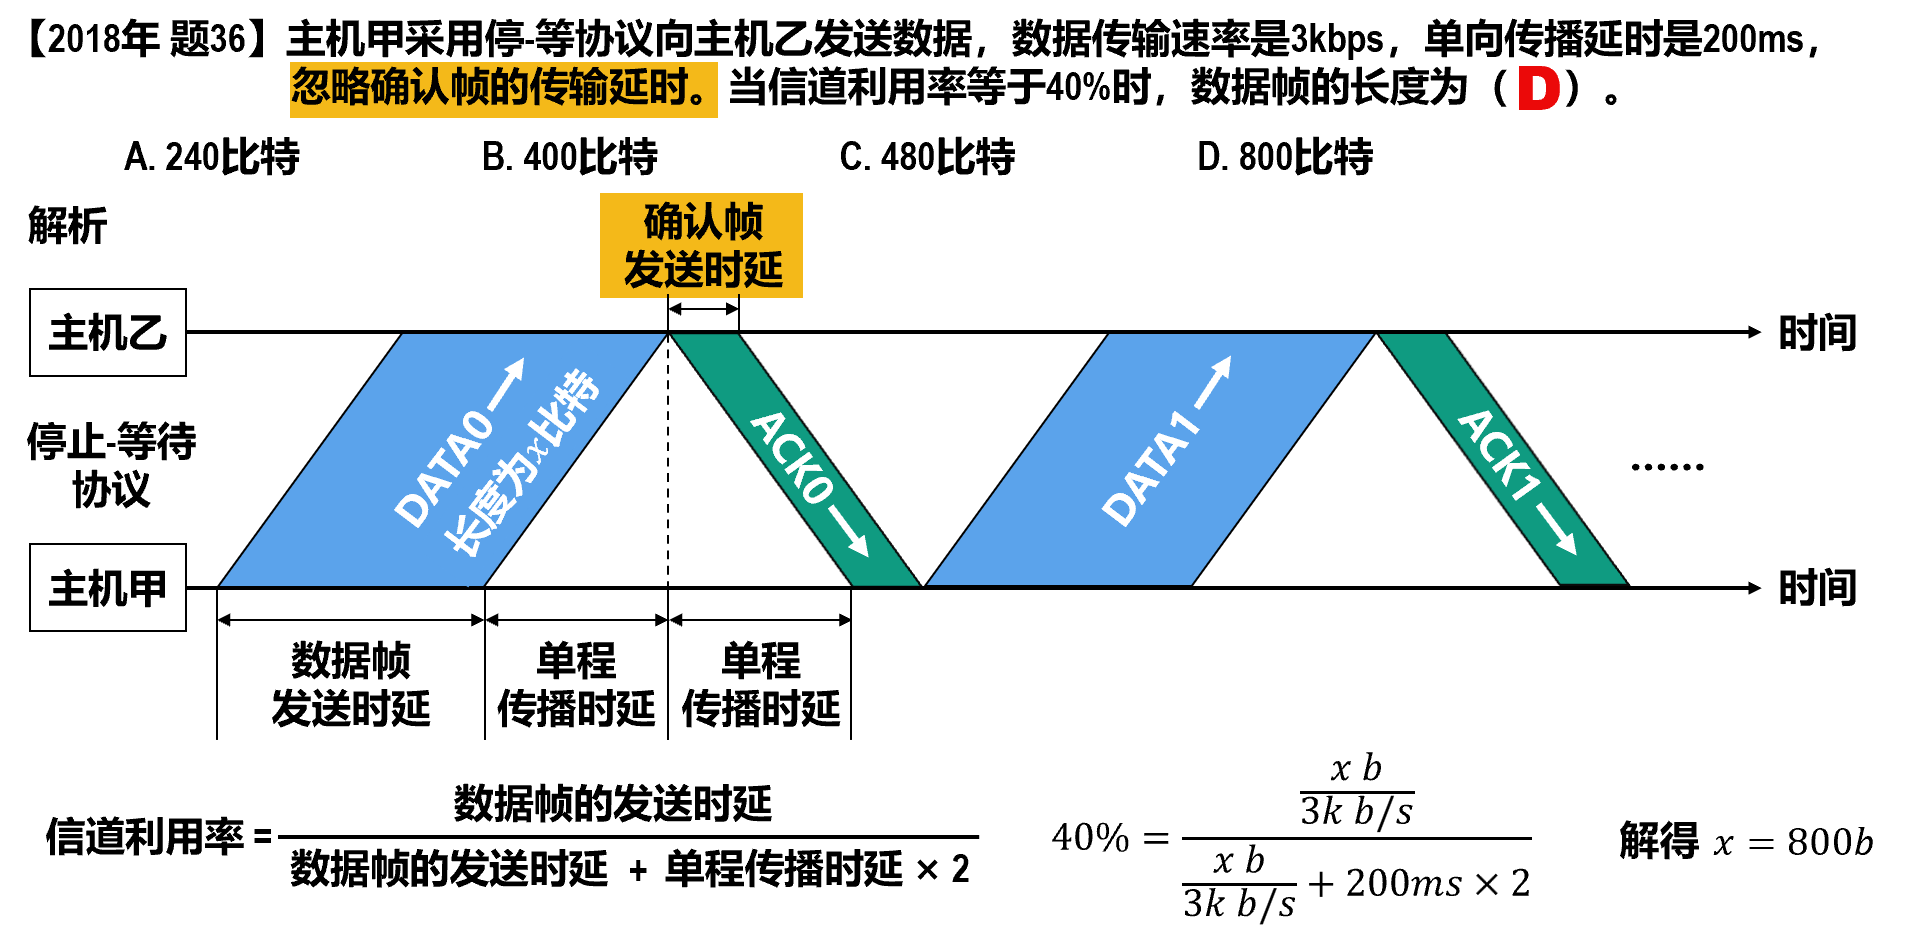 【2018年 题36】主机甲采用停-等协议向主机乙发送数据，数据传输速率是3kbps，单向传播延时是200ms，
忽略确认帧的传输延时。当信道利用率等于40%时，数据帧的长度为（D）。
A. 240比特 B. 400比特 C. 480比特 D. 800比特
解析
确认帧
发送时延
主机乙
时间
DATA0
长度为x比特
ACK0
DATA1
ACK1
……
停止-等待
协议
主机甲
时间
数据帧
发送时延
单程
传播时延
单程
传播时延
信道利用率 =
数据帧的发送时延
数据帧的发送时延 + 单程传播时延 × 2
40% =
x b
3k b/s
x b
3k b/s
+ 200ms × 2
解得 x = 800b